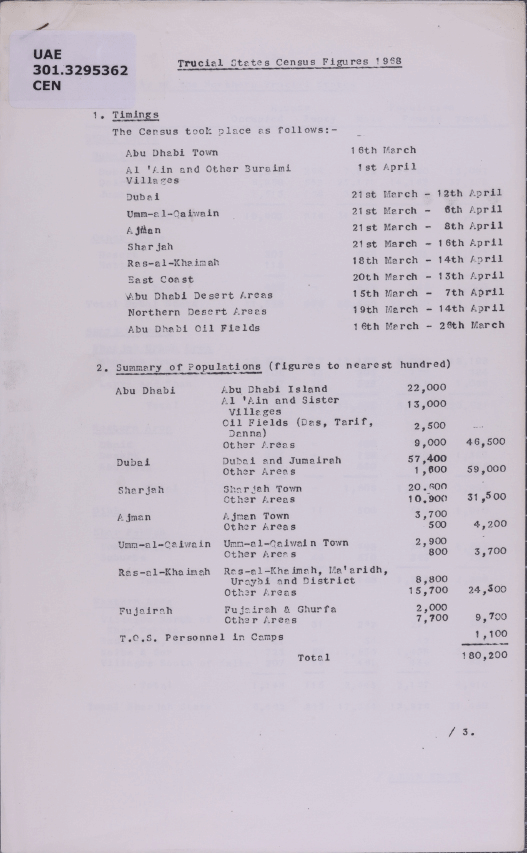 UAE
301.3295362
CEN
Trucial States Census Figures 1968
1. Timings
The Census took place as follows:-
Abu Dhabi Town 16th March
Al 'Ain and Other Buraimi Villages 1st April
Dubai 21st March - 12th April
Umm-al-Qaiwain 21st March - 6th April
Ajman 21st March - 8th April
Sharjah 21st March - 16th April
Ras-al-Khaimah 18th March - 14th April
East Coast 20th March - 13th April
Abu Dhabi Desert Areas 15th March - 7th April
Northern Desert Areas 19th March - 14th April
Abu Dhabi Oil Fields 16th March - 26th March
2. Summary of Populations (figures to nearest hundred)
Abu Dhabi Abu Dhabi Island 22,000
Al 'Ain and Sister Villages 13,000
Oil Fields (Das, Tarif, Danna) 2,500
Other Areas 9,000 46,500
Dubai Dubai and Jumairah 57,400
Other Areas 1,600 59,000
Sharjah Sharjah Town 20,600
Other Areas 10,900 31,500
Ajman Ajman Town 3,700
Other Areas 500 4,200
Umm-al-Qaiwain Umm-al-Qaiwain Town 2,900
Other Areas 800 3,700
Ras-al-Khaimah Ras-al-Khaimah, Ma'aridh,
Uraybi and District 8,800
Other Areas 15,700 24,500
Fujairah Fujairah & Ghurfa 2,000
Other Areas 7,700 9,700
T.O.S. Personnel in Camps 1,100
Total 180,200
/ 3.